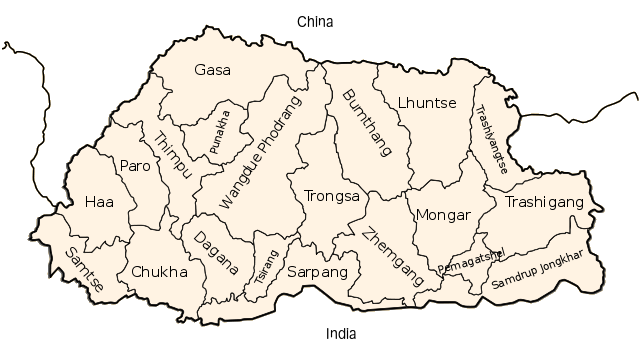 China
Gasa
Punakha
Bumthang
Lhuntse
Trashiyangtse
Wangdue Phodrang
Thimpu
Paro
Haa
Trongsa
Trashigang
Mongar
Zhemgang
Dagana
Tsirang
Samtse
Chukha
Sarpang
Pemagatshel
Samdrup Jongkhar
India